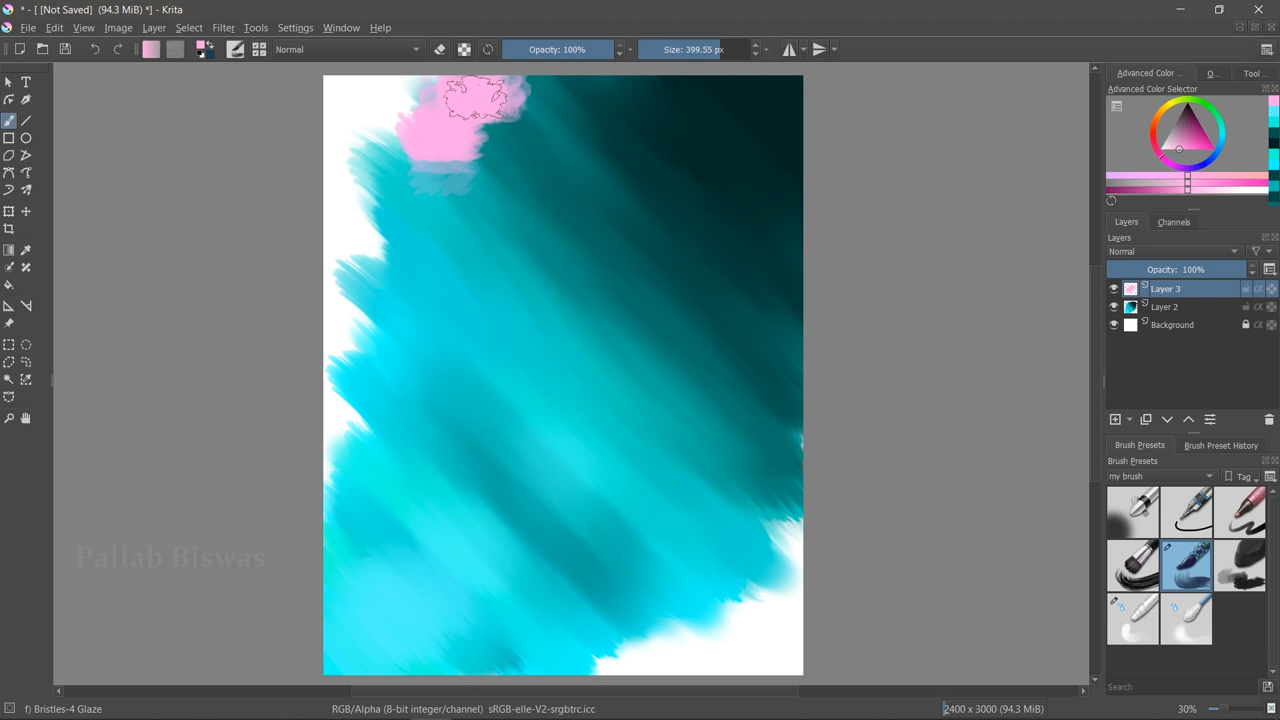 * - [ [Not Saved]  (94.3 MiB) *] - Krita
File Edit View Image Layer Select Filter Tools Settings Window Help
Normal Opacity: 100% Size: 399.55 px
Advanced Color ... O... Tool ...
Advanced Color Selector
Layers Channels
Layers
Normal
Opacity:  100%
Layer 3
Layer 2
Background
Brush Presets Brush Preset History
Brush Presets
my brush Tag
Pallab Biswas
Search
f) Bristles-4 Glaze RGB/Alpha (8-bit integer/channel)  sRGB-elle-V2-srgbtrc.icc 2400 x 3000 (94.3 MiB) 30%